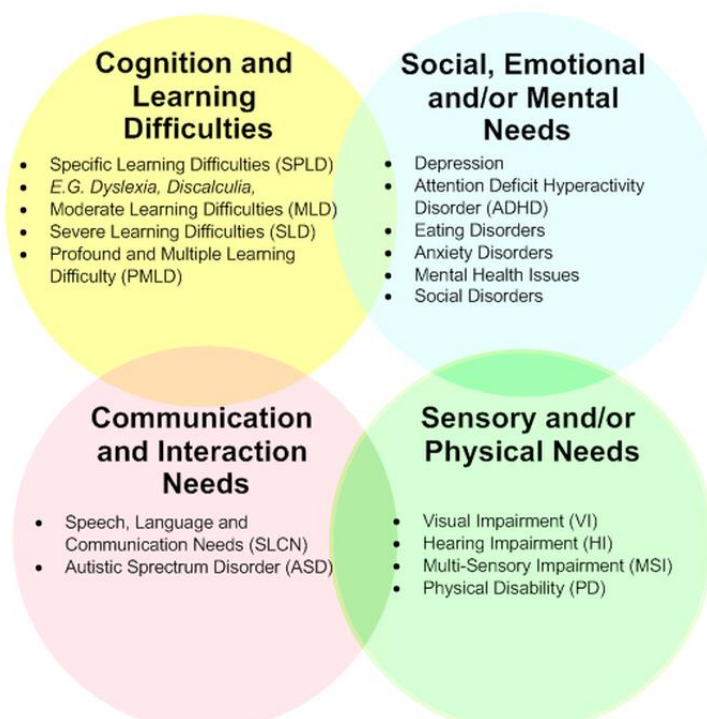 Cognition and
Learning
Difficulties
• Specific Learning Difficulties (SPLD)
• E.G. Dyslexia, Discalculia,
• Moderate Learning Difficulties (MLD)
• Severe Learning Difficulties (SLD)
• Profound and Multiple Learning
Difficulty (PMLD)
Social, Emotional
and/or Mental
Needs
• Depression
• Attention Deficit Hyperactivity
Disorder (ADHD)
• Eating Disorders
• Anxiety Disorders
• Mental Health Issues
• Social Disorders
Communication
and Interaction
Needs
• Speech, Language and
Communication Needs (SLCN)
• Autistic Sprectrum Disorder (ASD)
Sensory and/or
Physical Needs
• Visual Impairment (VI)
• Hearing Impairment (HI)
• Multi-Sensory Impairment (MSI)
• Physical Disability (PD)